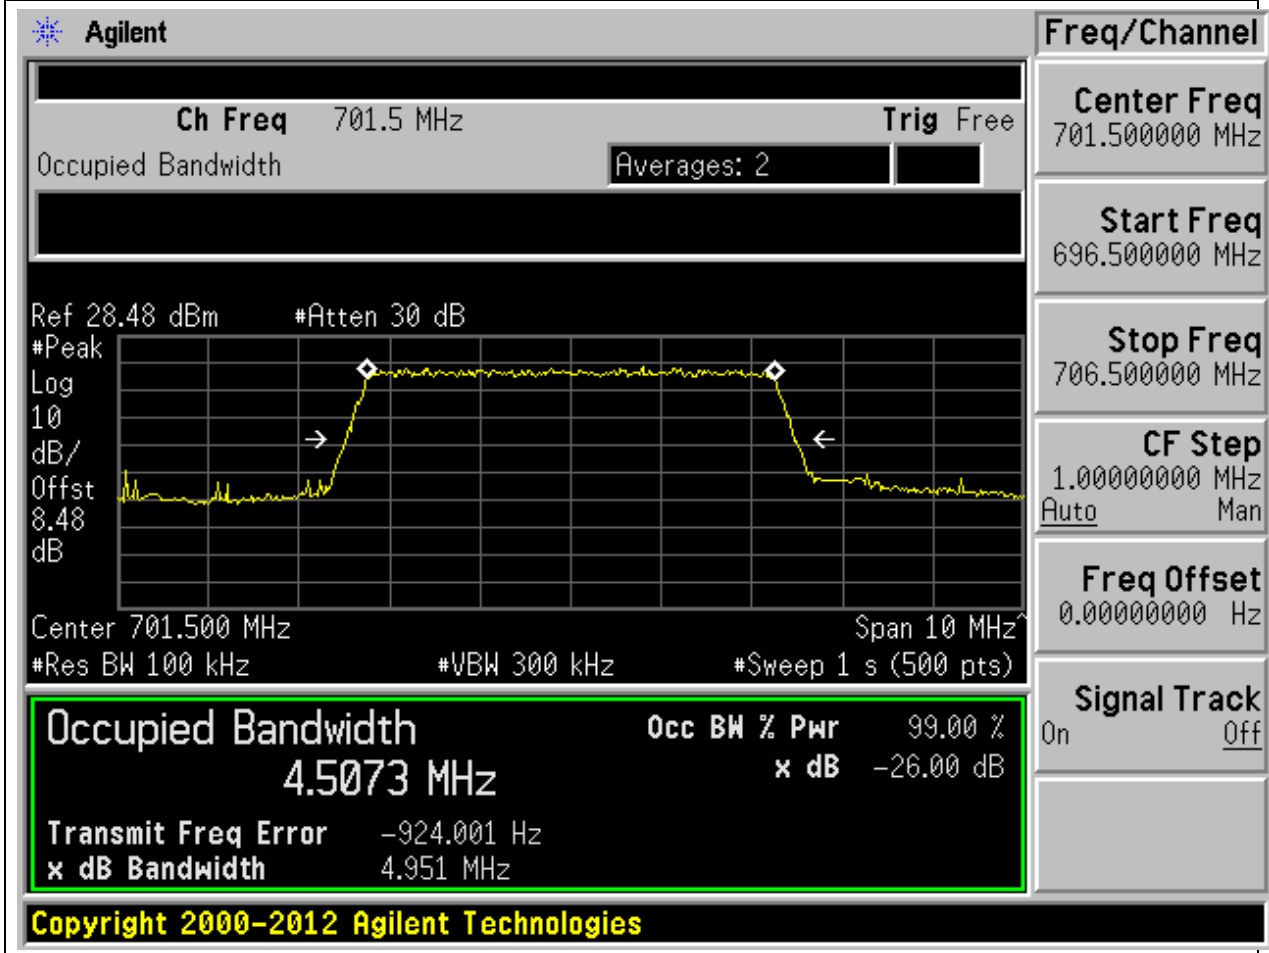 Agilent
Freq/Channel
Ch Freq 701.5 MHz Trig Free
Occupied Bandwidth Averages: 2
Center Freq
701.500000 MHz
Start Freq
696.500000 MHz
Stop Freq
706.500000 MHz
CF Step
1.00000000 MHz
Auto Man
Freq Offset
0.00000000 Hz
Signal Track
On Off
Ref 28.48 dBm #Atten 30 dB
#Peak
Log
10
dB/
Offst
8.48
dB
Center 701.500 MHz Span 10 MHz^
#Res BW 100 kHz #VBW 300 kHz #Sweep 1 s (500 pts)
Occupied Bandwidth Occ BW % Pwr 99.00 %
4.5073 MHz x dB -26.00 dB
Transmit Freq Error -924.001 Hz
x dB Bandwidth 4.951 MHz
Copyright 2000-2012 Agilent Technologies